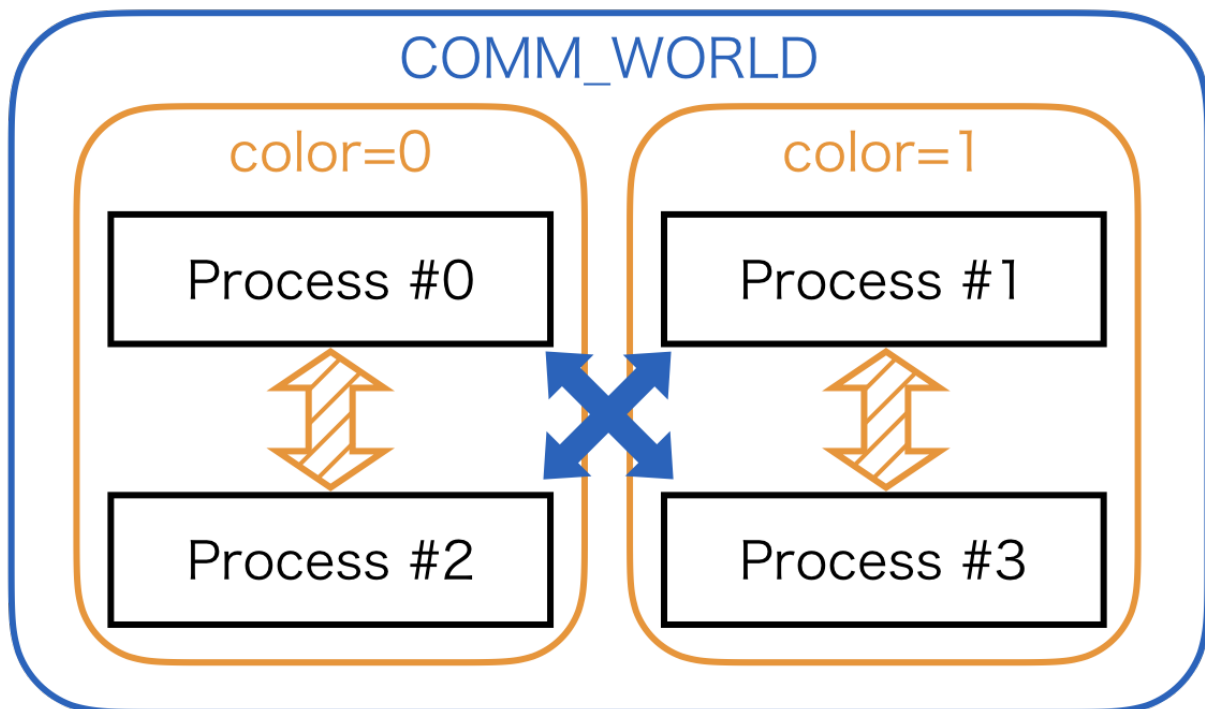 COMM_WORLD
color=0
color=1
Process #0
Process #1
Process #2
Process #3